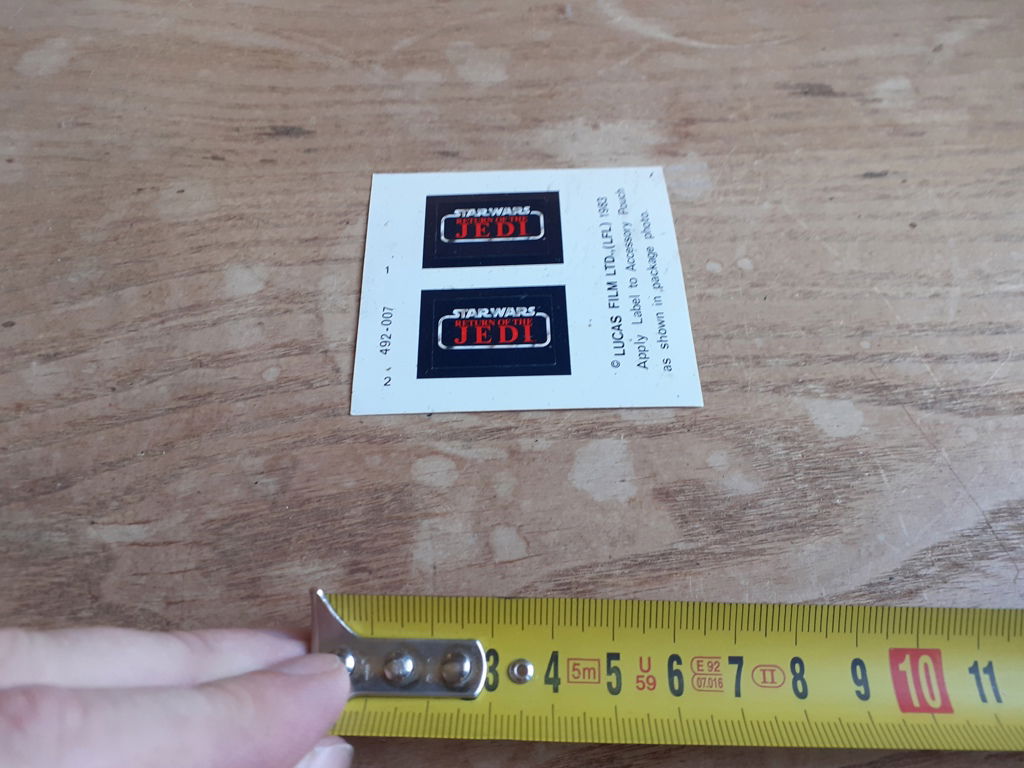 STAR WARS
RETURN OF THE
JEDI
STAR WARS
RETURN OF THE
JEDI
492-007
1
2
© LUCAS FILM LTD. (LFL) 1983
Apply Label to Accessory Pouch
as shown in package photo.
3 4 5m 5 U 59 6 E 92 07.016 7 II 8 9 10 11